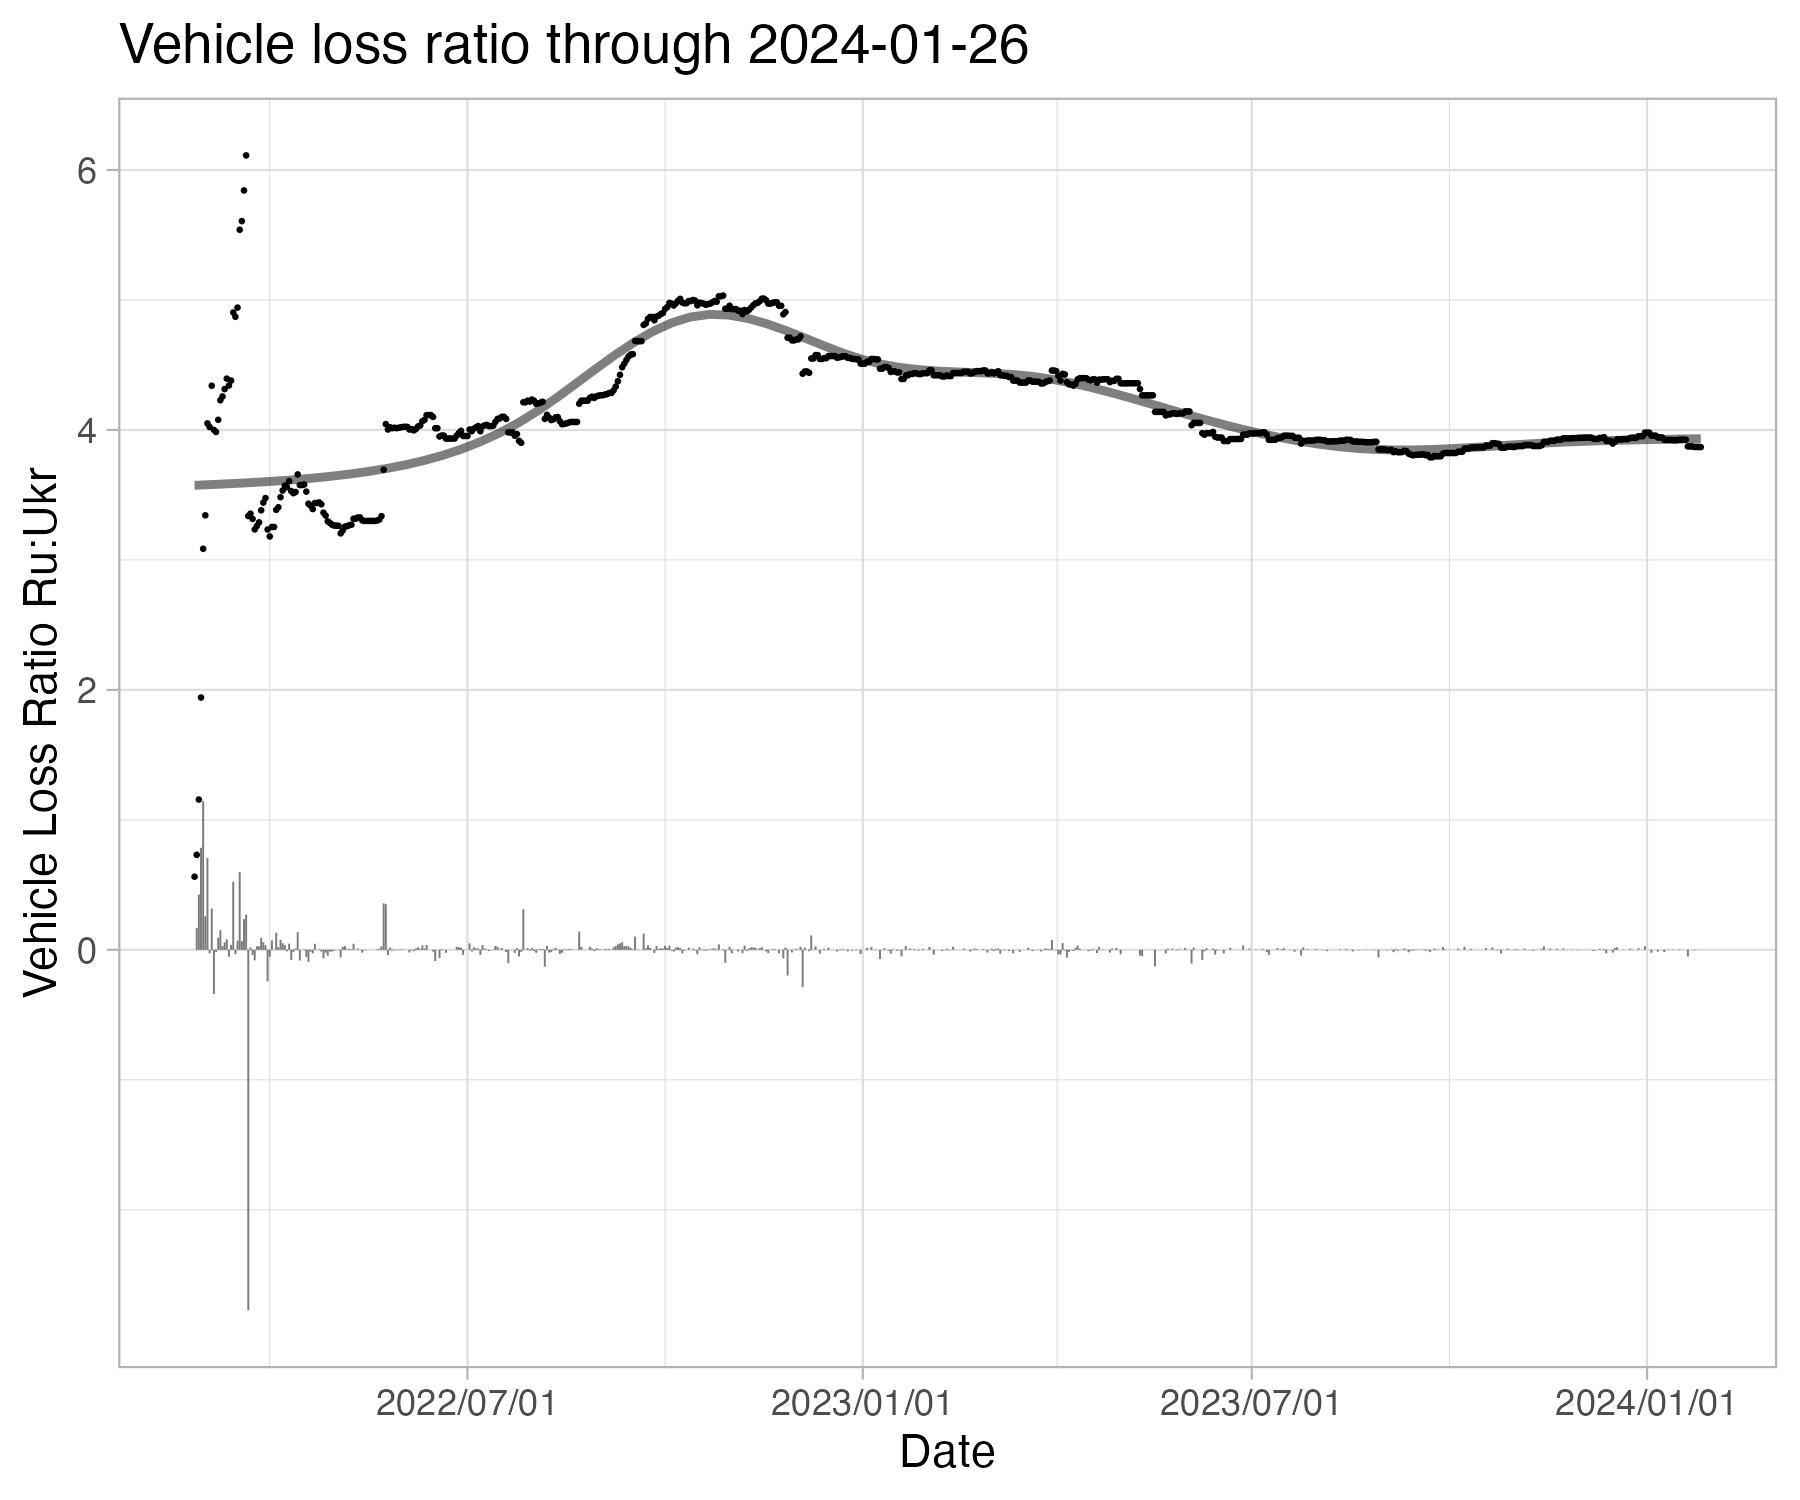 Vehicle loss ratio through 2024-01-26
Vehicle Loss Ratio Ru:Ukr
6
4
2
0
2022/07/01
2023/01/01
2023/07/01
2024/01/01
Date